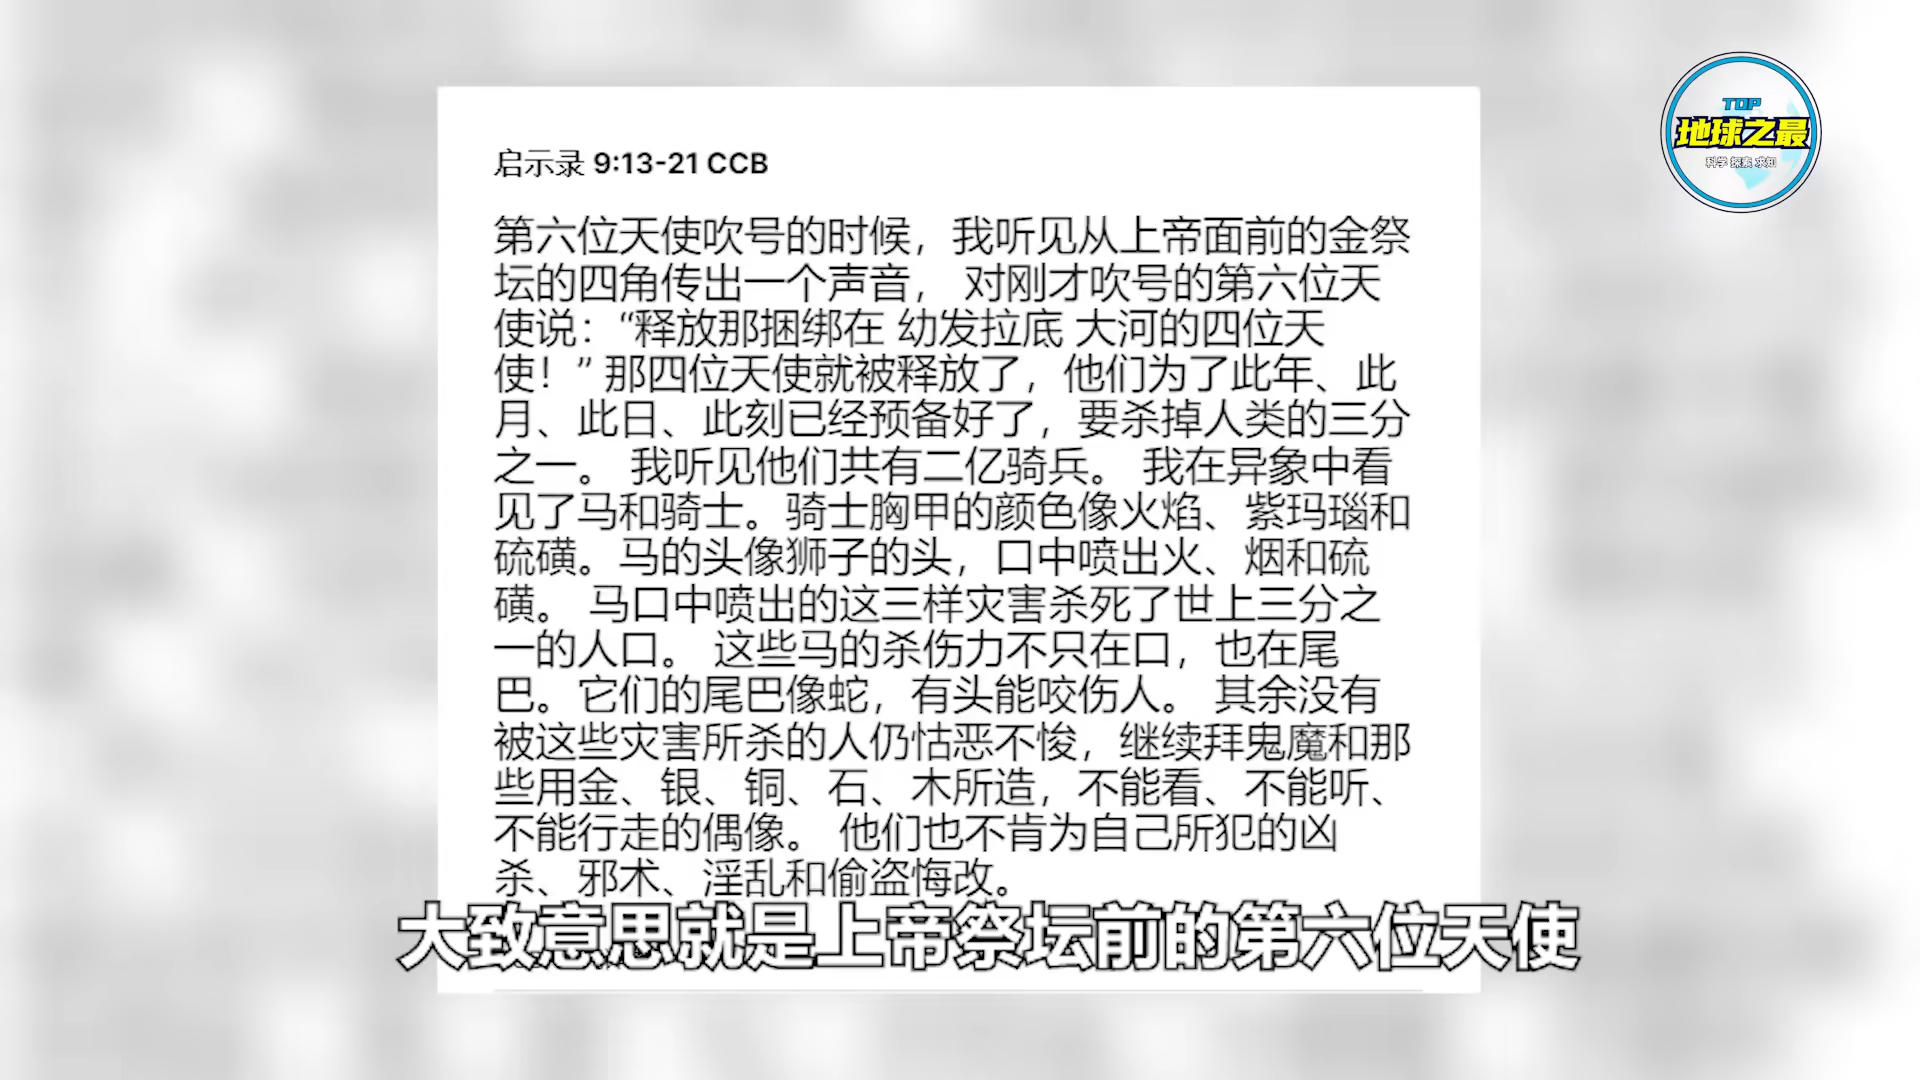 TOP
地球之最
科学 探索 求知
启示录 9:13-21 CCB
第六位天使吹号的时候，我听见从上帝面前的金祭
坛的四角传出一个声音， 对刚才吹号的第六位天
使说：“释放那捆绑在 幼发拉底 大河的四位天
使！”那四位天使就被释放了，他们为了此年、此
月、此日、此刻已经预备好了，要杀掉人类的三分
之一。 我听见他们共有二亿骑兵。 我在异象中看
见了马和骑士。骑士胸甲的颜色像火焰、紫玛瑙和
硫磺。马的头像狮子的头，口中喷出火、烟和硫
磺。 马口中喷出的这三样灾害杀死了世上三分之
一的人口。 这些马的杀伤力不只在口，也在尾
巴。它们的尾巴像蛇，有头能咬伤人。 其余没有
被这些灾害所杀的人仍怙恶不悛，继续拜鬼魔和那
些用金、银、铜、石、木所造，不能看、不能听、
不能行走的偶像。 他们也不肯为自己所犯的凶
杀、邪术、淫乱和偷盗悔改。
大致意思就是上帝祭坛前的第六位天使